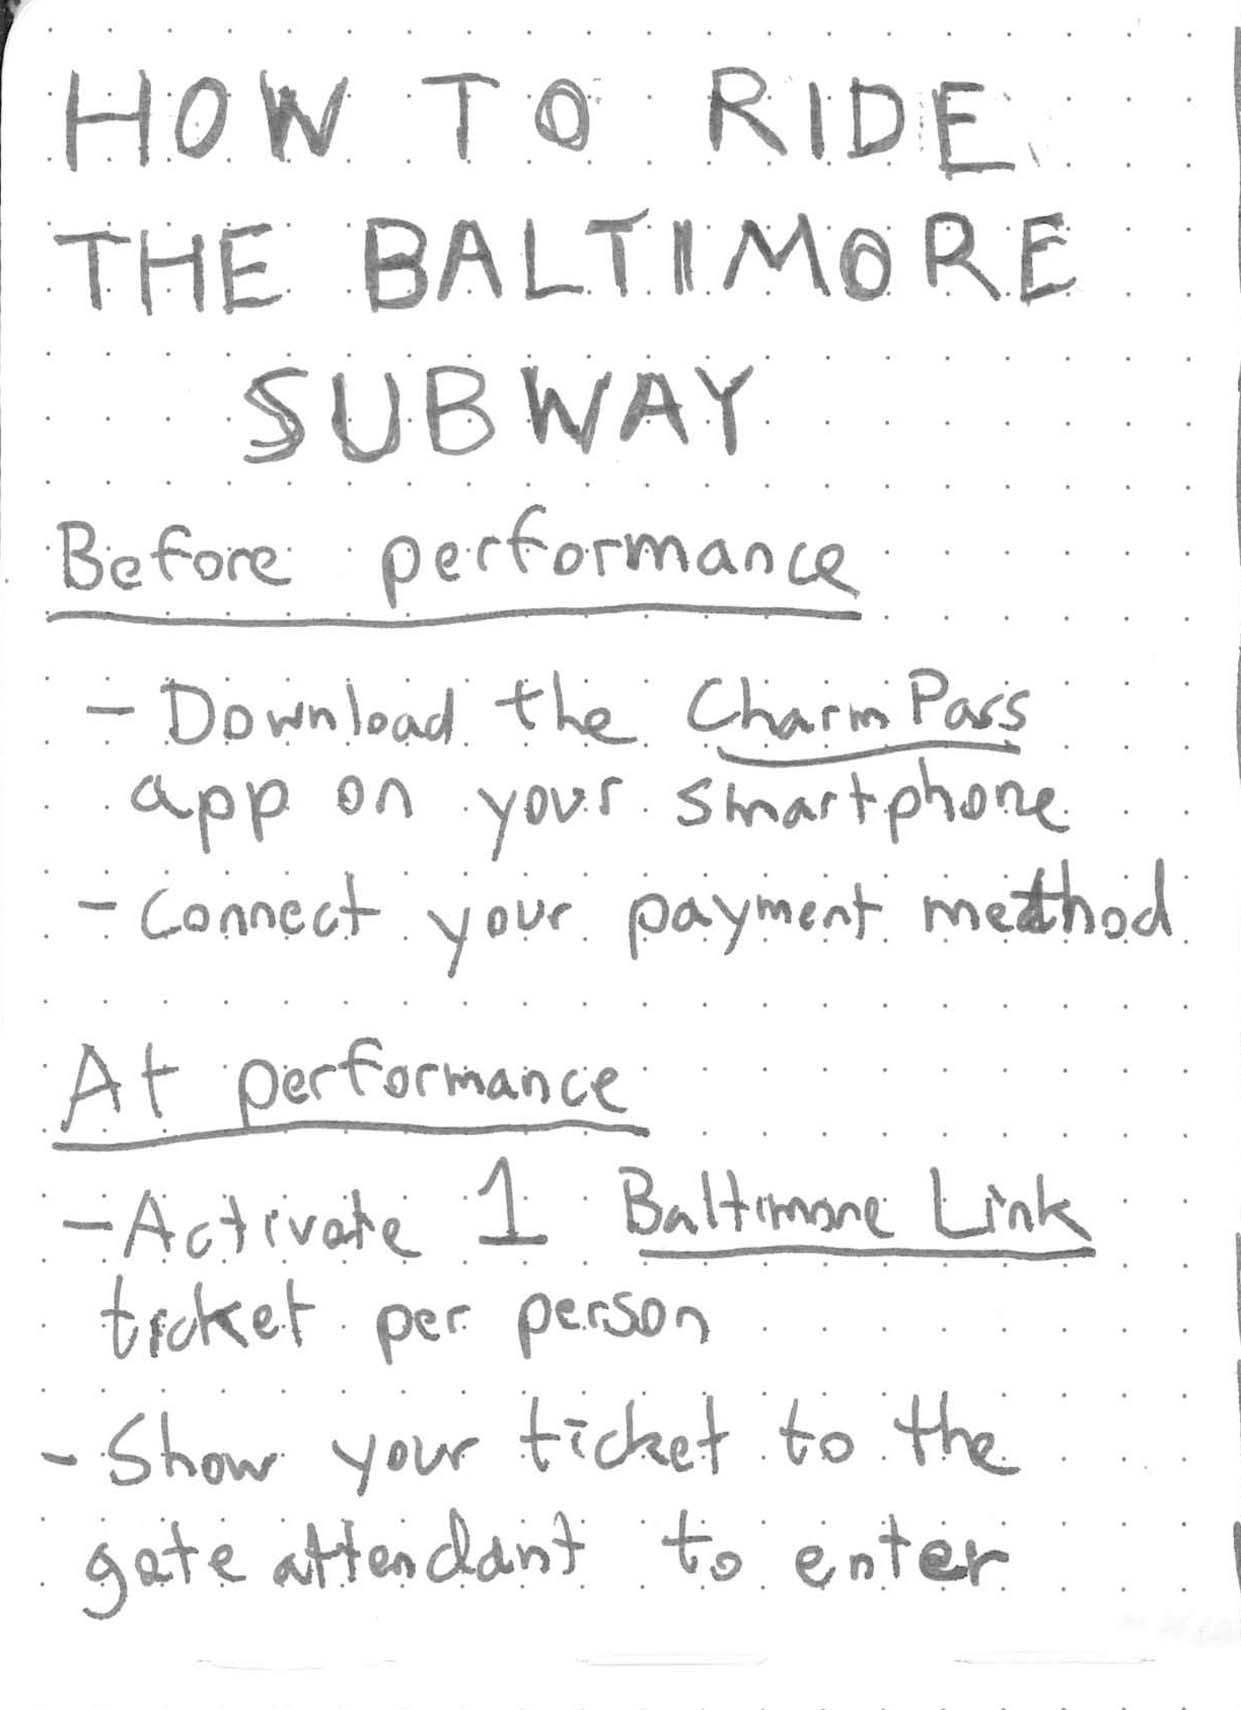 HOW TO RIDE
THE BALTIMORE
SUBWAY
Before performance
- Download the CharmPass
app on your smartphone
- Connect your payment method
At performance
- Activate 1 Baltimore Link
ticket per person
- Show your ticket to the
gate attendant to enter